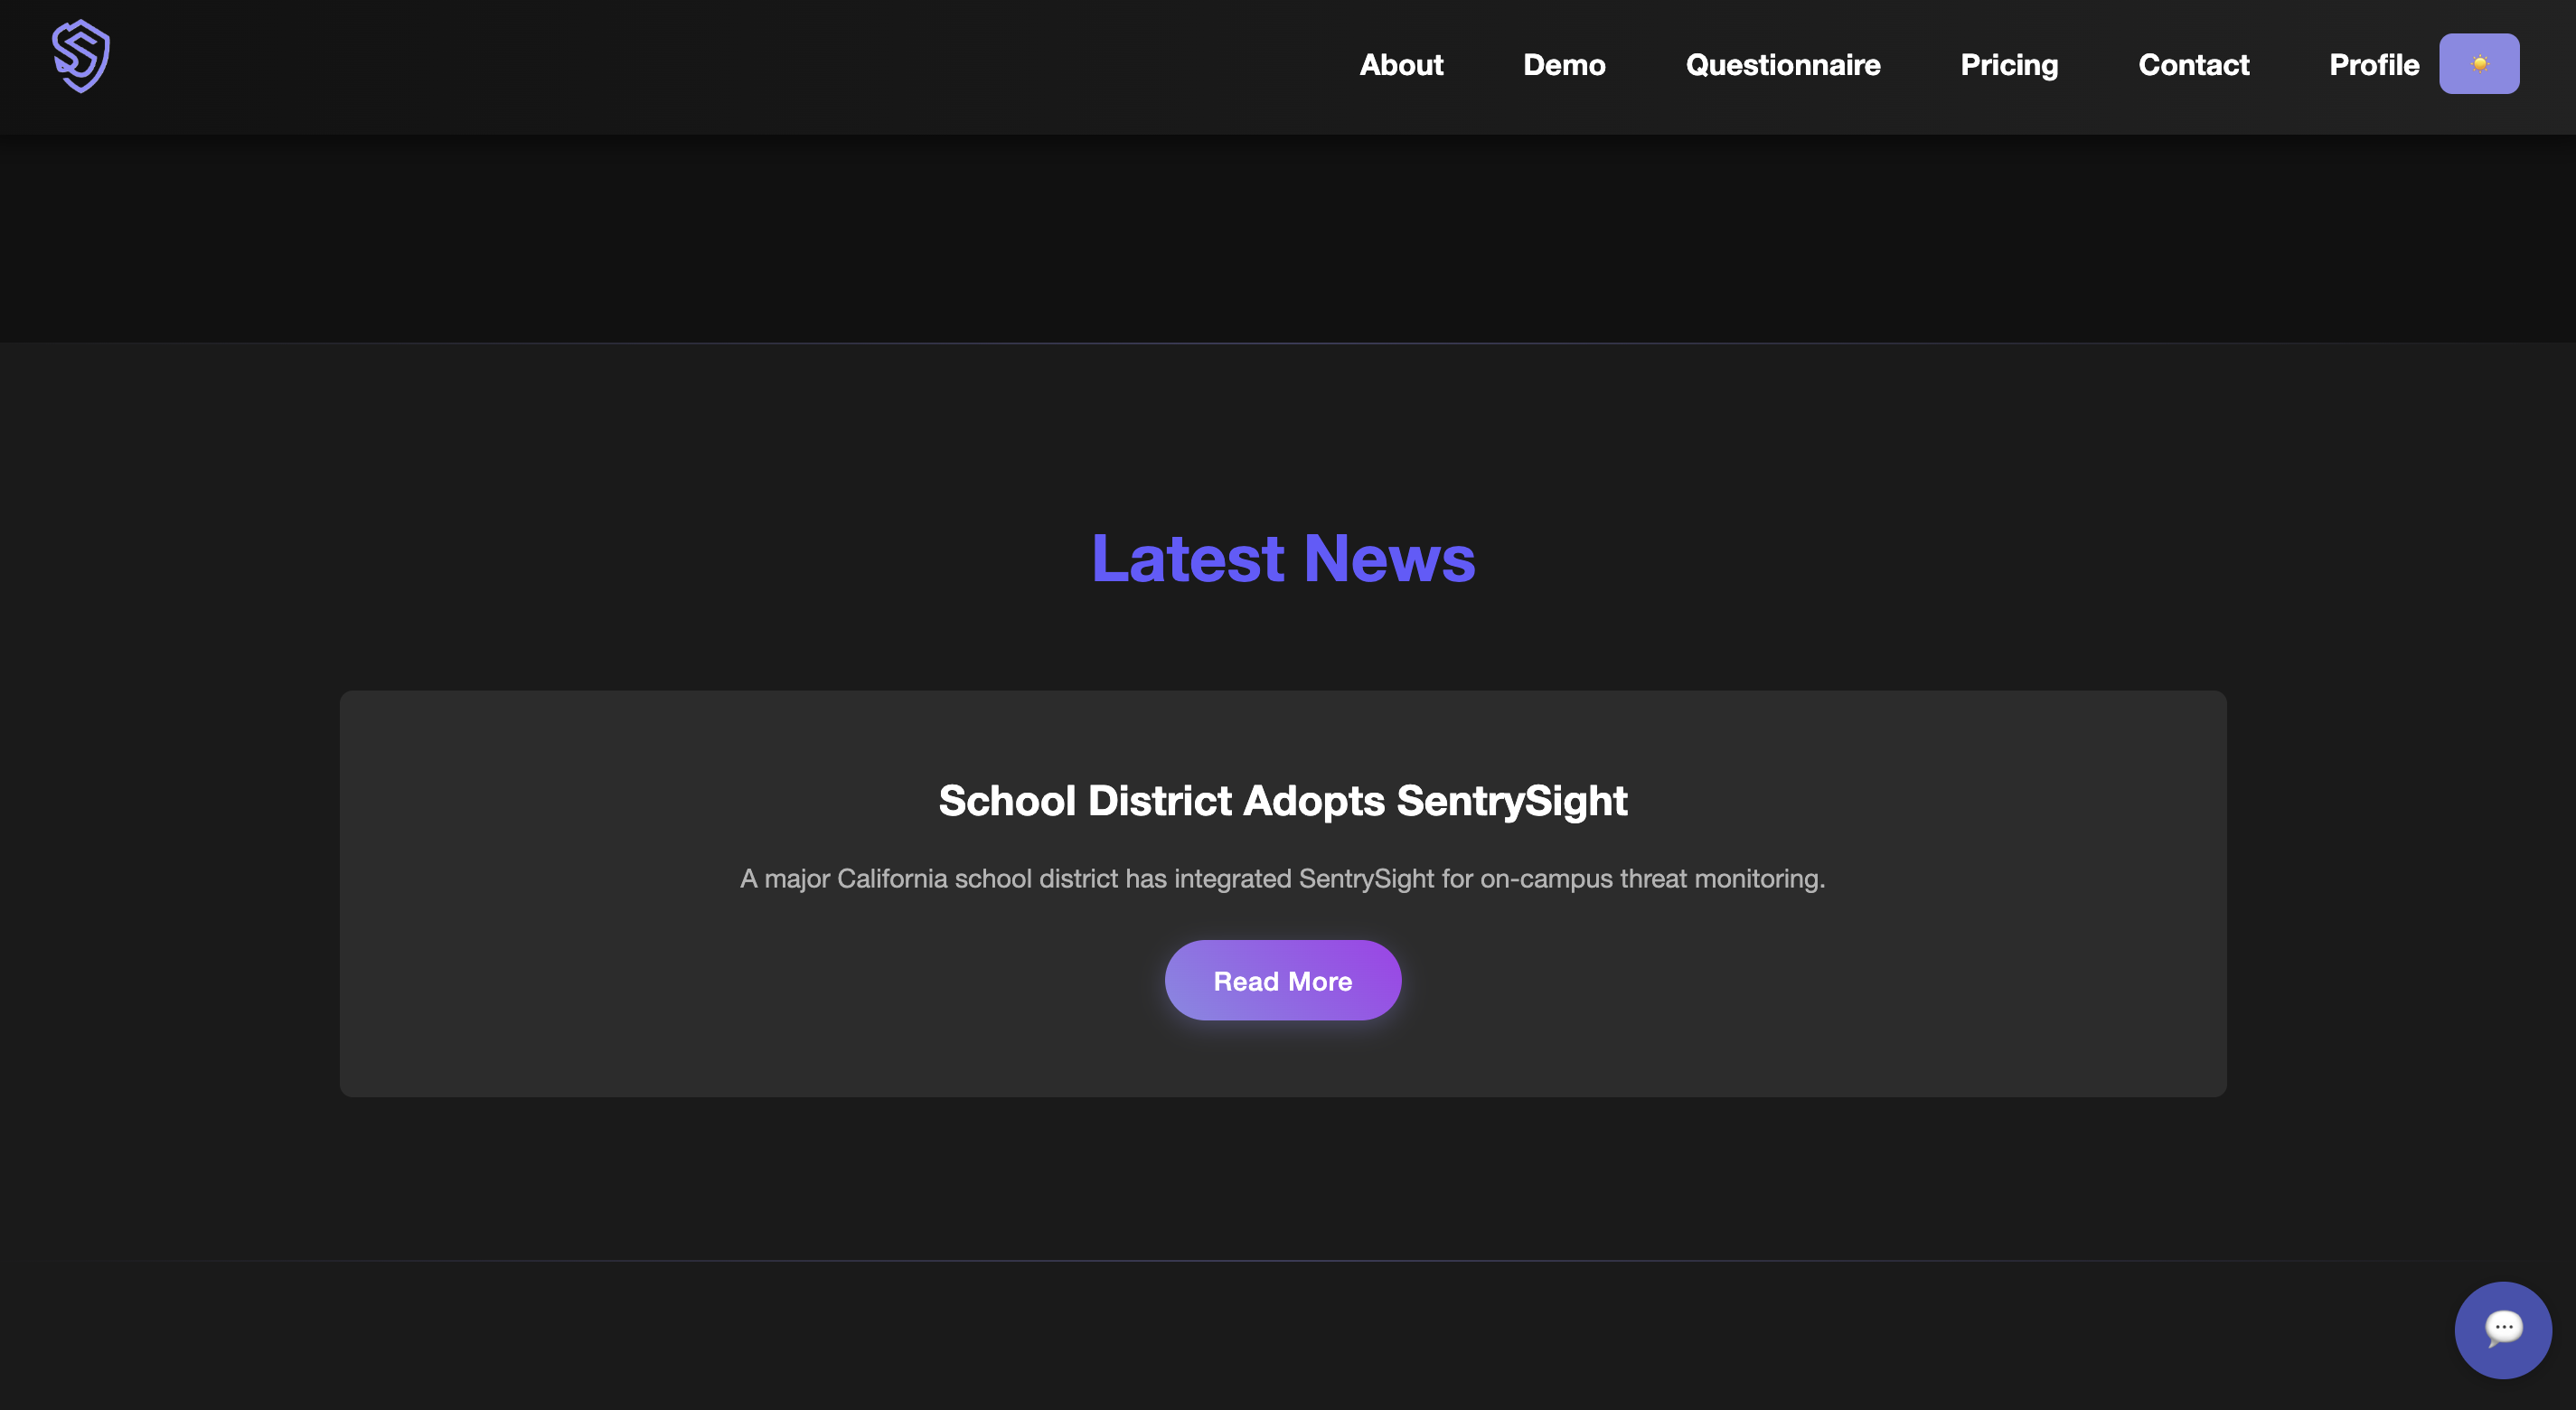 About
Demo
Questionnaire
Pricing
Contact
Profile
Latest News
School District Adopts SentrySight
A major California school district has integrated SentrySight for on-campus threat monitoring.
Read More